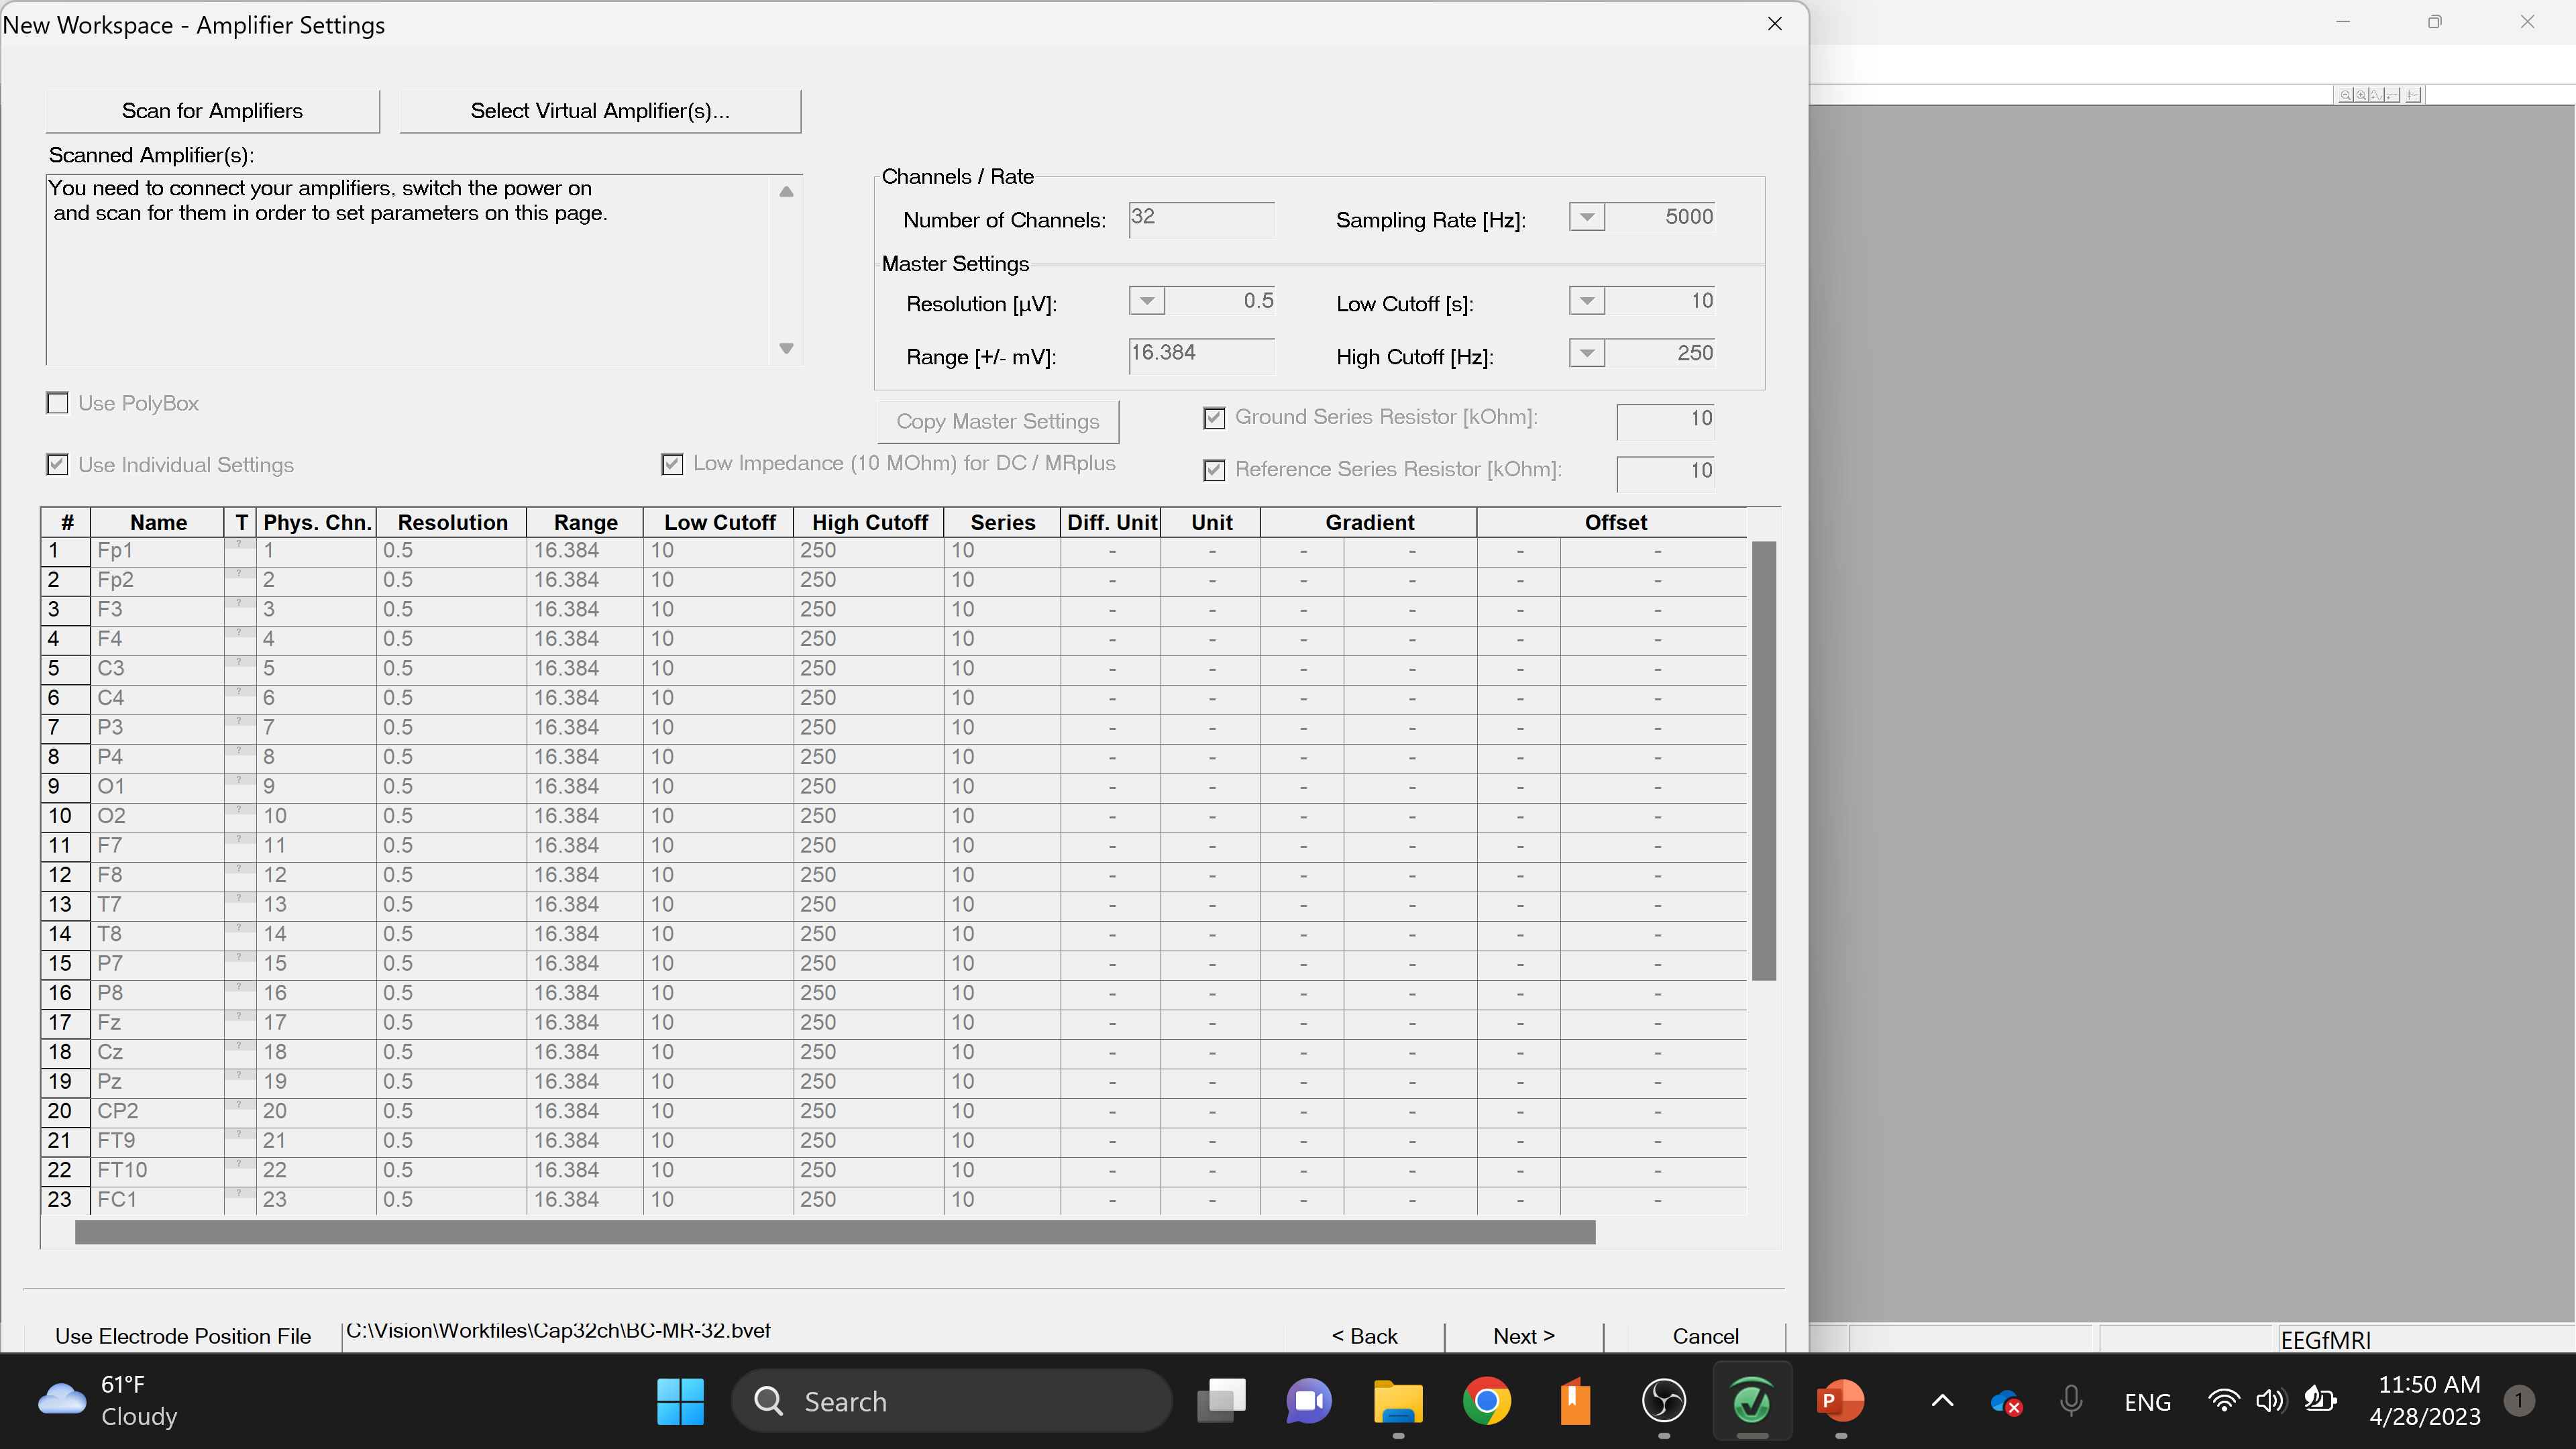 New Workspace - Amplifier Settings
Scan for Amplifiers
Select Virtual Amplifier(s)...
Scanned Amplifier(s):
You need to connect your amplifiers, switch the power on
and scan for them in order to set parameters on this page.
Channels / Rate
Number of Channels: 32 Sampling Rate [Hz]: 5000
Master Settings
Resolution [µV]: 0.5 Low Cutoff [s]: 10
Range [+/- mV]: 16.384 High Cutoff [Hz]: 250
Use PolyBox
Copy Master Settings
Ground Series Resistor [kOhm]: 10
Use Individual Settings
Low Impedance (10 MOhm) for DC / MRplus
Reference Series Resistor [kOhm]: 10
# Name T Phys. Chn. Resolution Range Low Cutoff High Cutoff Series Diff. Unit Unit Gradient Offset
1 Fp1 ? 1 0.5 16.384 10 250 10 - - - - - -
2 Fp2 ? 2 0.5 16.384 10 250 10 - - - - - -
3 F3 ? 3 0.5 16.384 10 250 10 - - - - - -
4 F4 ? 4 0.5 16.384 10 250 10 - - - - - -
5 C3 ? 5 0.5 16.384 10 250 10 - - - - - -
6 C4 ? 6 0.5 16.384 10 250 10 - - - - - -
7 P3 ? 7 0.5 16.384 10 250 10 - - - - - -
8 P4 ? 8 0.5 16.384 10 250 10 - - - - - -
9 O1 ? 9 0.5 16.384 10 250 10 - - - - - -
10 O2 ? 10 0.5 16.384 10 250 10 - - - - - -
11 F7 ? 11 0.5 16.384 10 250 10 - - - - - -
12 F8 ? 12 0.5 16.384 10 250 10 - - - - - -
13 T7 ? 13 0.5 16.384 10 250 10 - - - - - -
14 T8 ? 14 0.5 16.384 10 250 10 - - - - - -
15 P7 ? 15 0.5 16.384 10 250 10 - - - - - -
16 P8 ? 16 0.5 16.384 10 250 10 - - - - - -
17 Fz ? 17 0.5 16.384 10 250 10 - - - - - -
18 Cz ? 18 0.5 16.384 10 250 10 - - - - - -
19 Pz ? 19 0.5 16.384 10 250 10 - - - - - -
20 CP2 ? 20 0.5 16.384 10 250 10 - - - - - -
21 FT9 ? 21 0.5 16.384 10 250 10 - - - - - -
22 FT10 ? 22 0.5 16.384 10 250 10 - - - - - -
23 FC1 ? 23 0.5 16.384 10 250 10 - - - - - -
Use Electrode Position File
C:\Vision\Workfiles\Cap32ch\BC-MR-32.bvef
< Back
Next >
Cancel
EEGfMRI
61°F
Cloudy
Search
P
ENG
11:50 AM
4/28/2023
1